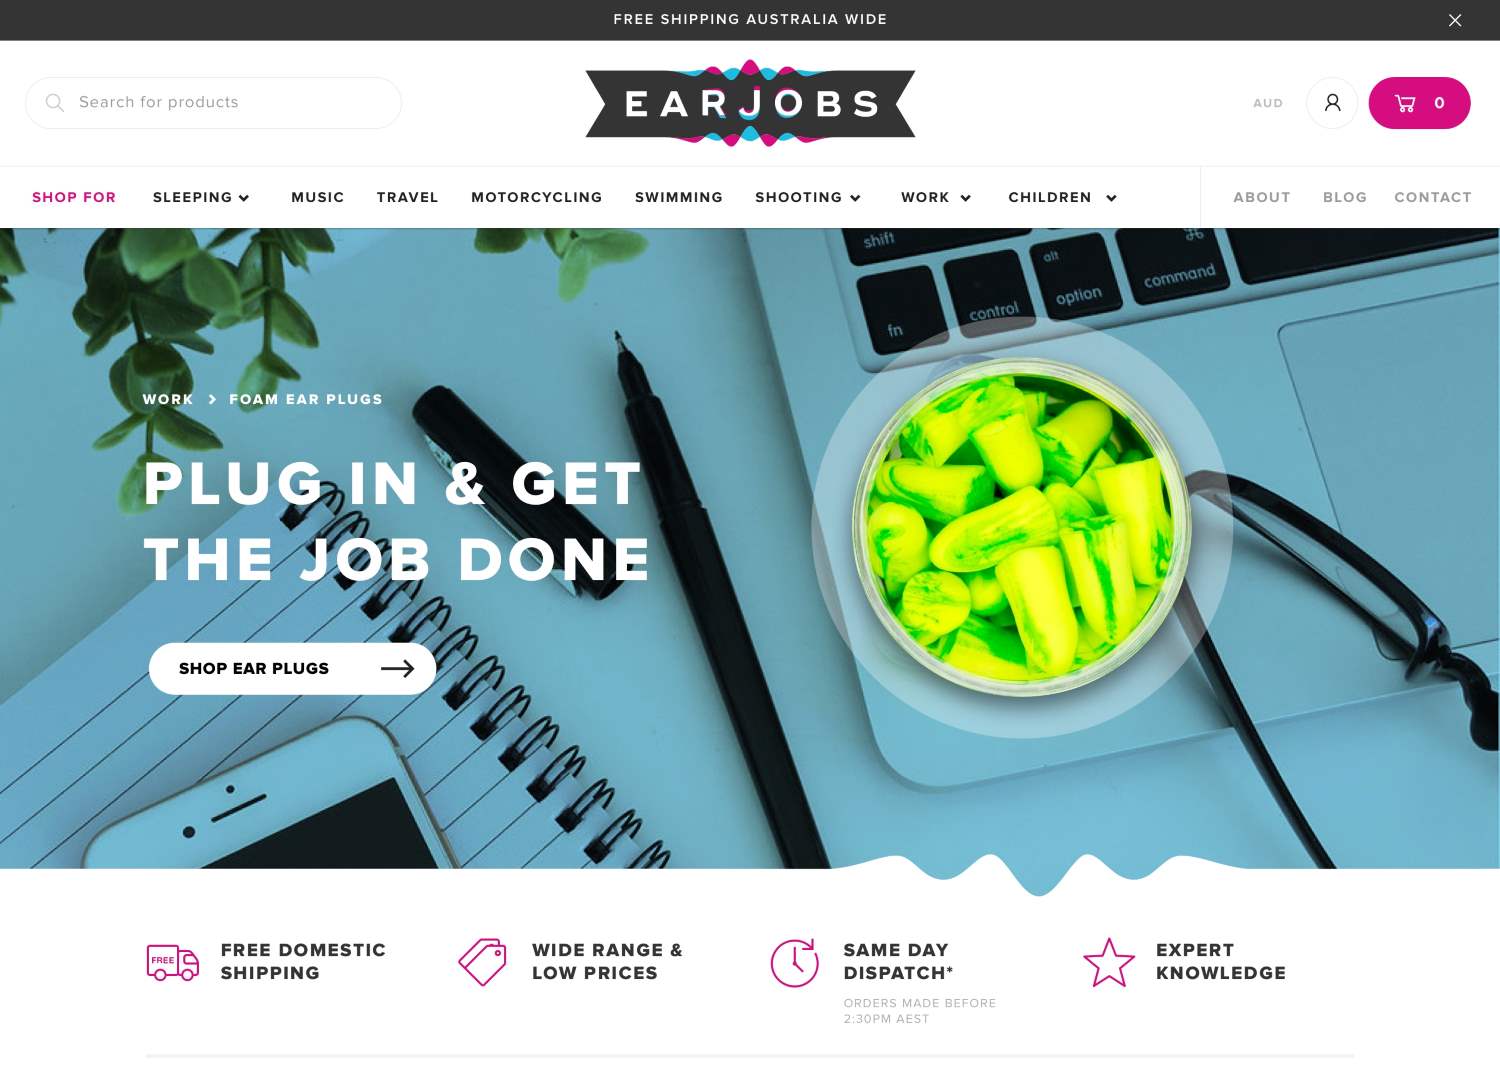 FREE SHIPPING AUSTRALIA WIDE
Search for products
EARJOBS
AUD
0
SHOP FOR
SLEEPING
MUSIC
TRAVEL
MOTORCYCLING
SWIMMING
SHOOTING
WORK
CHILDREN
ABOUT
BLOG
CONTACT
shift
fn
control
alt
option
⌘
command
WORK > FOAM EAR PLUGS
PLUG IN & GET
THE JOB DONE
SHOP EAR PLUGS
FREE
FREE DOMESTIC
SHIPPING
WIDE RANGE &
LOW PRICES
SAME DAY
DISPATCH*
ORDERS MADE BEFORE
2:30PM AEST
EXPERT
KNOWLEDGE